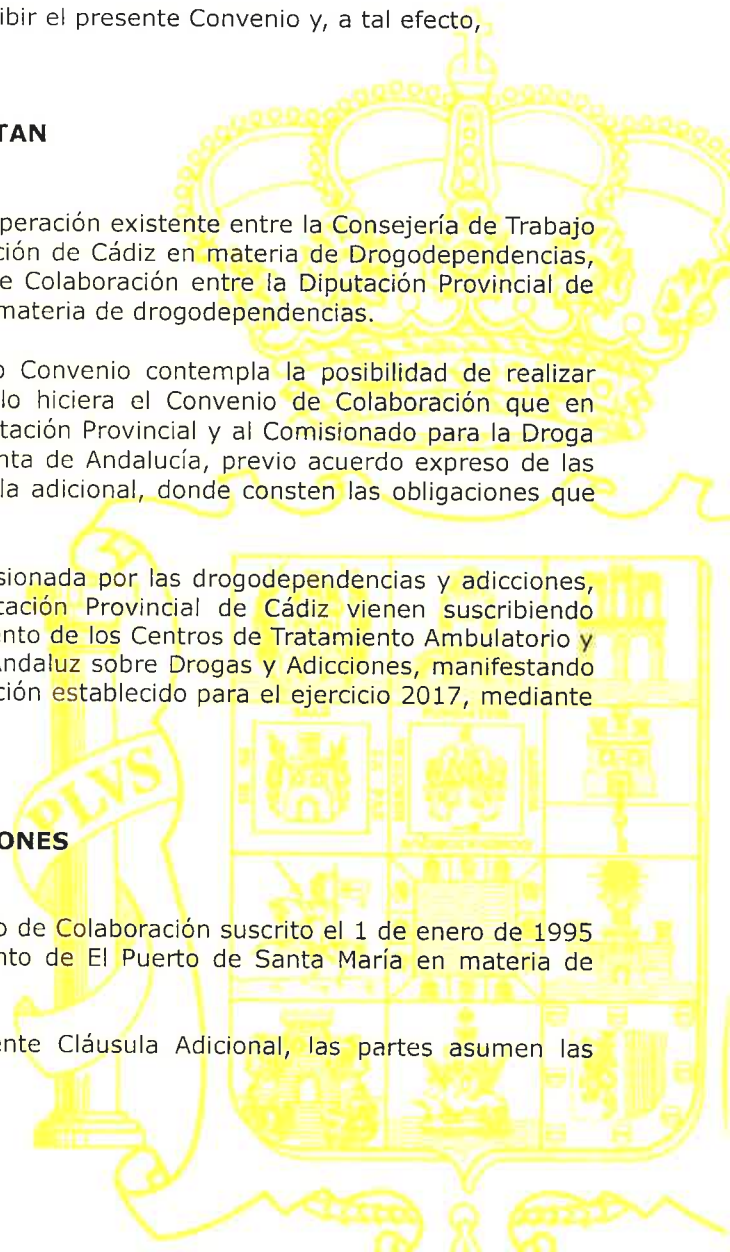 ibir el presente Convenio y, a tal efecto,
TAN
peración existente entre la Consejería de Trabajo
ción de Cádiz en materia de Drogodependencias,
e Colaboración entre la Diputación Provincial de
materia de drogodependencias.
o Convenio contempla la posibilidad de realizar
lo hiciera el Convenio de Colaboración que en
tación Provincial y al Comisionado para la Droga
nta de Andalucía, previo acuerdo expreso de las
la adicional, donde consten las obligaciones que
sionada por las drogodependencias y adicciones,
tación Provincial de Cádiz vienen suscribiendo
ento de los Centros de Tratamiento Ambulatorio y
Andaluz sobre Drogas y Adicciones, manifestando
ción establecido para el ejercicio 2017, mediante
PLVS
ONES
o de Colaboración suscrito el 1 de enero de 1995
nto de El Puerto de Santa María en materia de
ente Cláusula Adicional, las partes asumen las